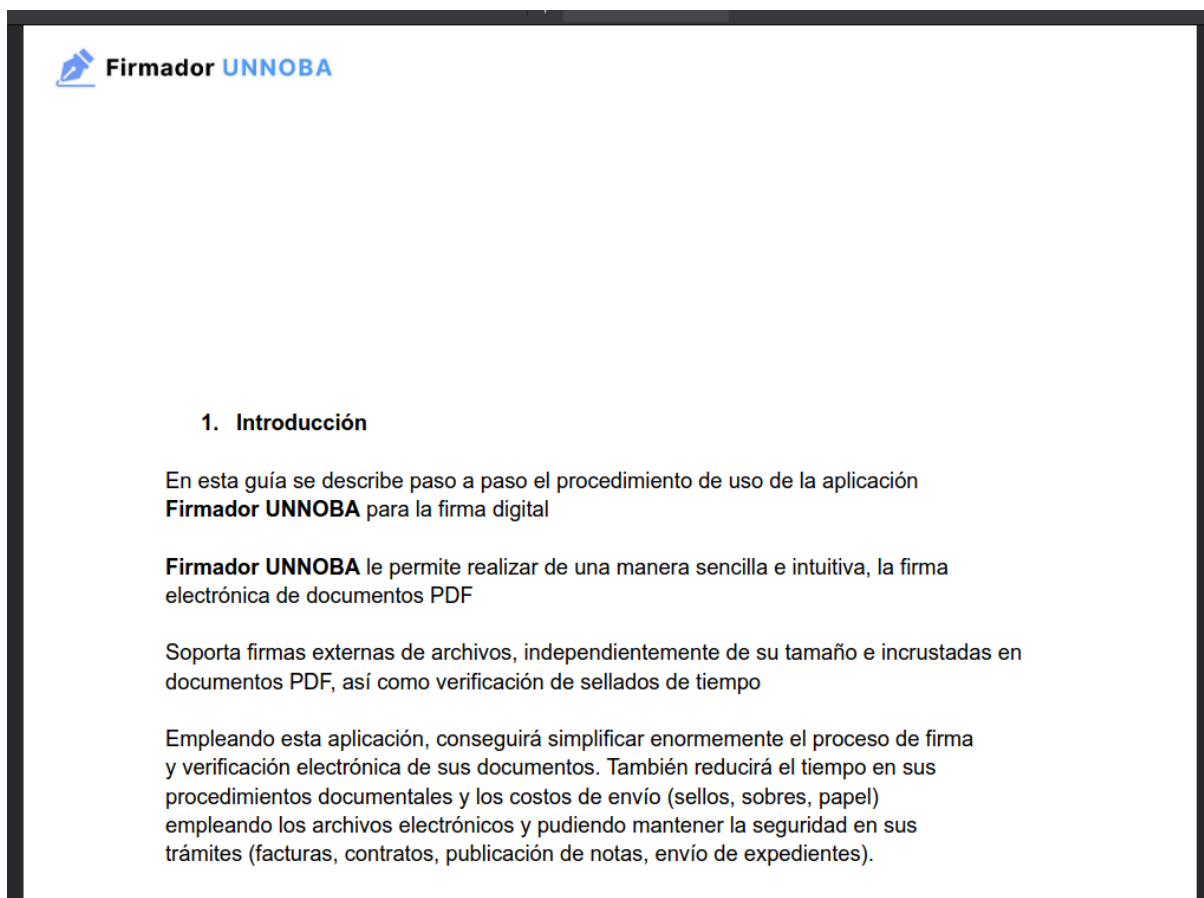 Firmador UNNOBA
1. Introducción
En esta guía se describe paso a paso el procedimiento de uso de la aplicación
Firmador UNNOBA para la firma digital
Firmador UNNOBA le permite realizar de una manera sencilla e intuitiva, la firma
electrónica de documentos PDF
Soporta firmas externas de archivos, independientemente de su tamaño e incrustadas en
documentos PDF, así como verificación de sellados de tiempo
Empleando esta aplicación, conseguirá simplificar enormemente el proceso de firma
y verificación electrónica de sus documentos. También reducirá el tiempo en sus
procedimientos documentales y los costos de envío (sellos, sobres, papel)
empleando los archivos electrónicos y pudiendo mantener la seguridad en sus
trámites (facturas, contratos, publicación de notas, envío de expedientes).